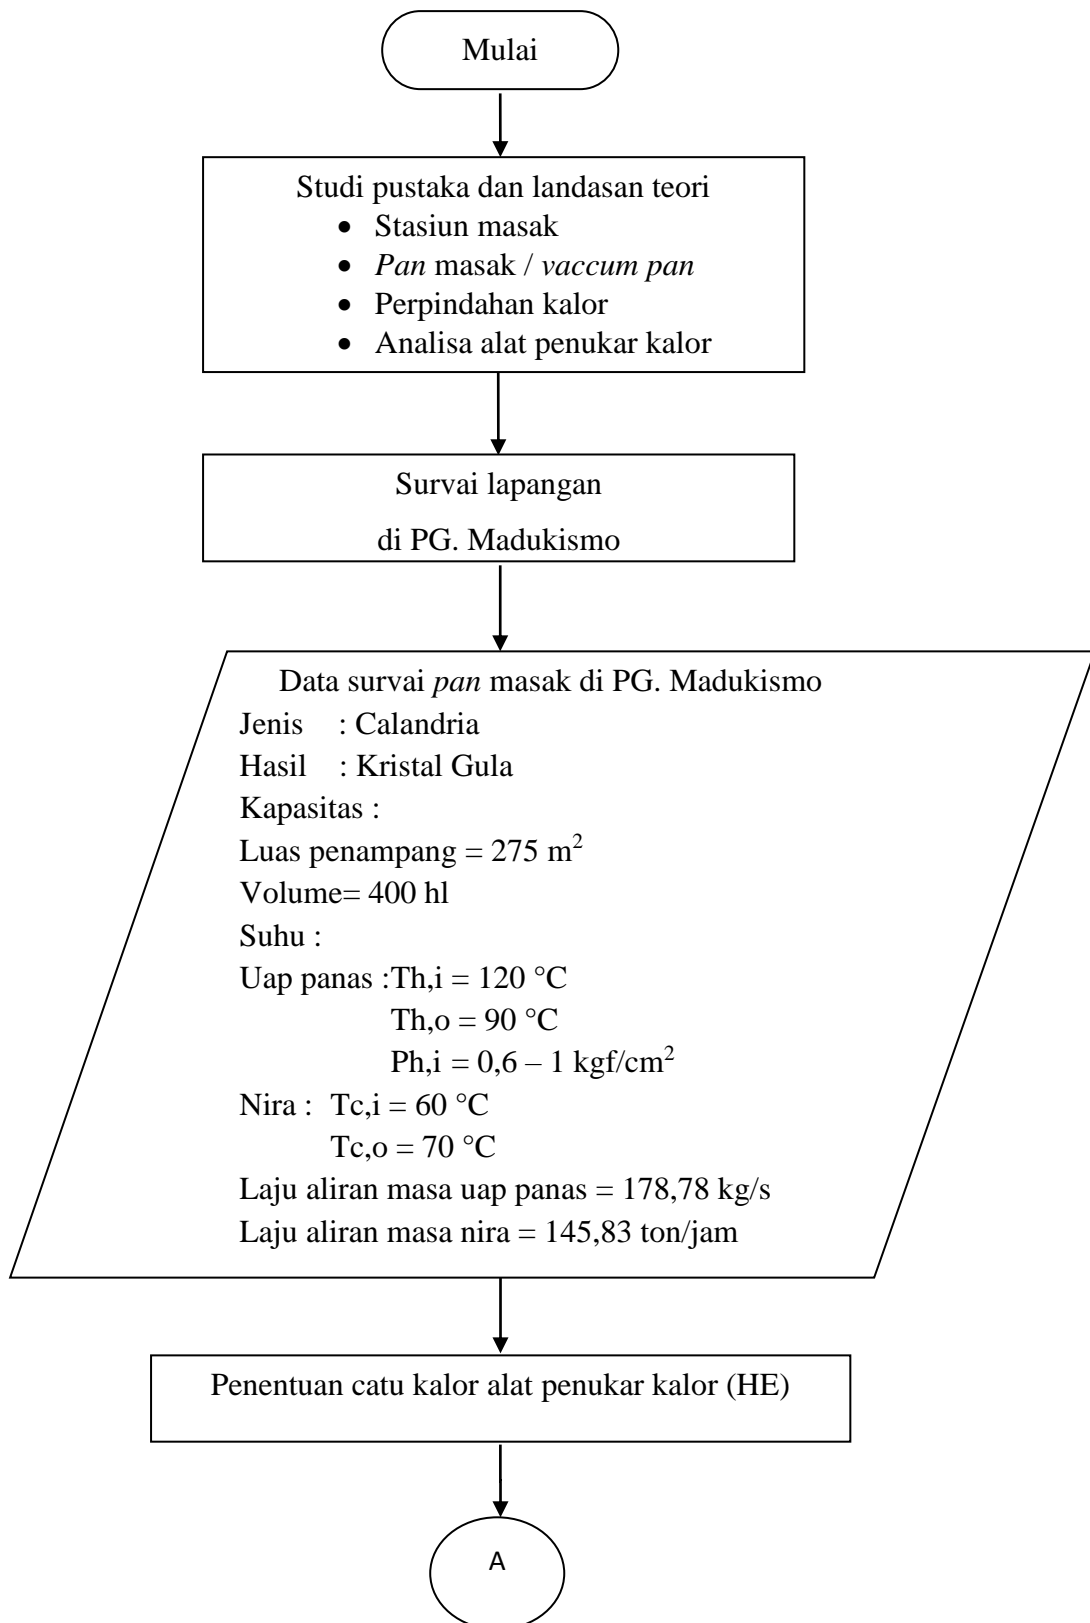 Mulai
Studi pustaka dan landasan teori
• Stasiun masak
• Pan masak / vaccum pan
• Perpindahan kalor
• Analisa alat penukar kalor
Survai lapangan
di PG. Madukismo
Data survai pan masak di PG. Madukismo
Jenis : Calandria
Hasil : Kristal Gula
Kapasitas :
Luas penampang = 275 m²
Volume= 400 hl
Suhu :
Uap panas :Th,i = 120 °C
Th,o = 90 °C
Ph,i = 0,6 – 1 kgf/cm²
Nira : Tc,i = 60 °C
Tc,o = 70 °C
Laju aliran masa uap panas = 178,78 kg/s
Laju aliran masa nira = 145,83 ton/jam
Penentuan catu kalor alat penukar kalor (HE)
A